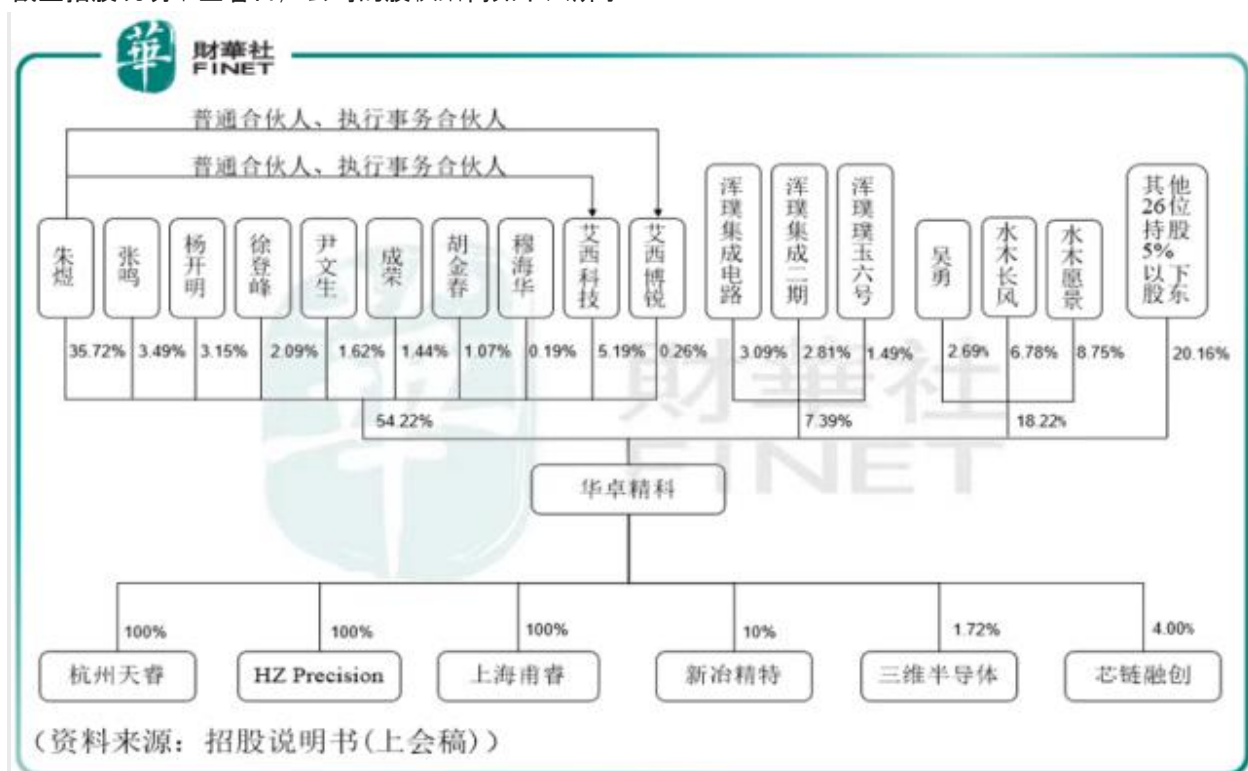 華 財華社
FINET
普通合伙人、执行事务合伙人
普通合伙人、执行事务合伙人
朱煜
张鸣
杨开明
徐登峰
尹文生
成荣
胡金春
穆海华
艾西科技
艾西博锐
浑璞集成电路
浑璞集成二期
浑璞璞玉六号
吴勇
水木长风
水木愿景
其他26位持股5%以下股东
35.72% 3.49% 3.15% 2.09% 1.62% 1.44% 1.07% 0.19% 5.19% 0.26% 3.09% 2.81% 1.49% 2.69% 6.78% 8.75% 20.16%
54.22% 7.39% 18.22%
華 財華社
FINET
华卓精科
100% 100% 100% 10% 1.72% 4.00%
杭州天睿 HZ Precision 上海甫睿 新冶精特 三维半导体 芯链融创
（资料来源：招股说明书(上会稿)）